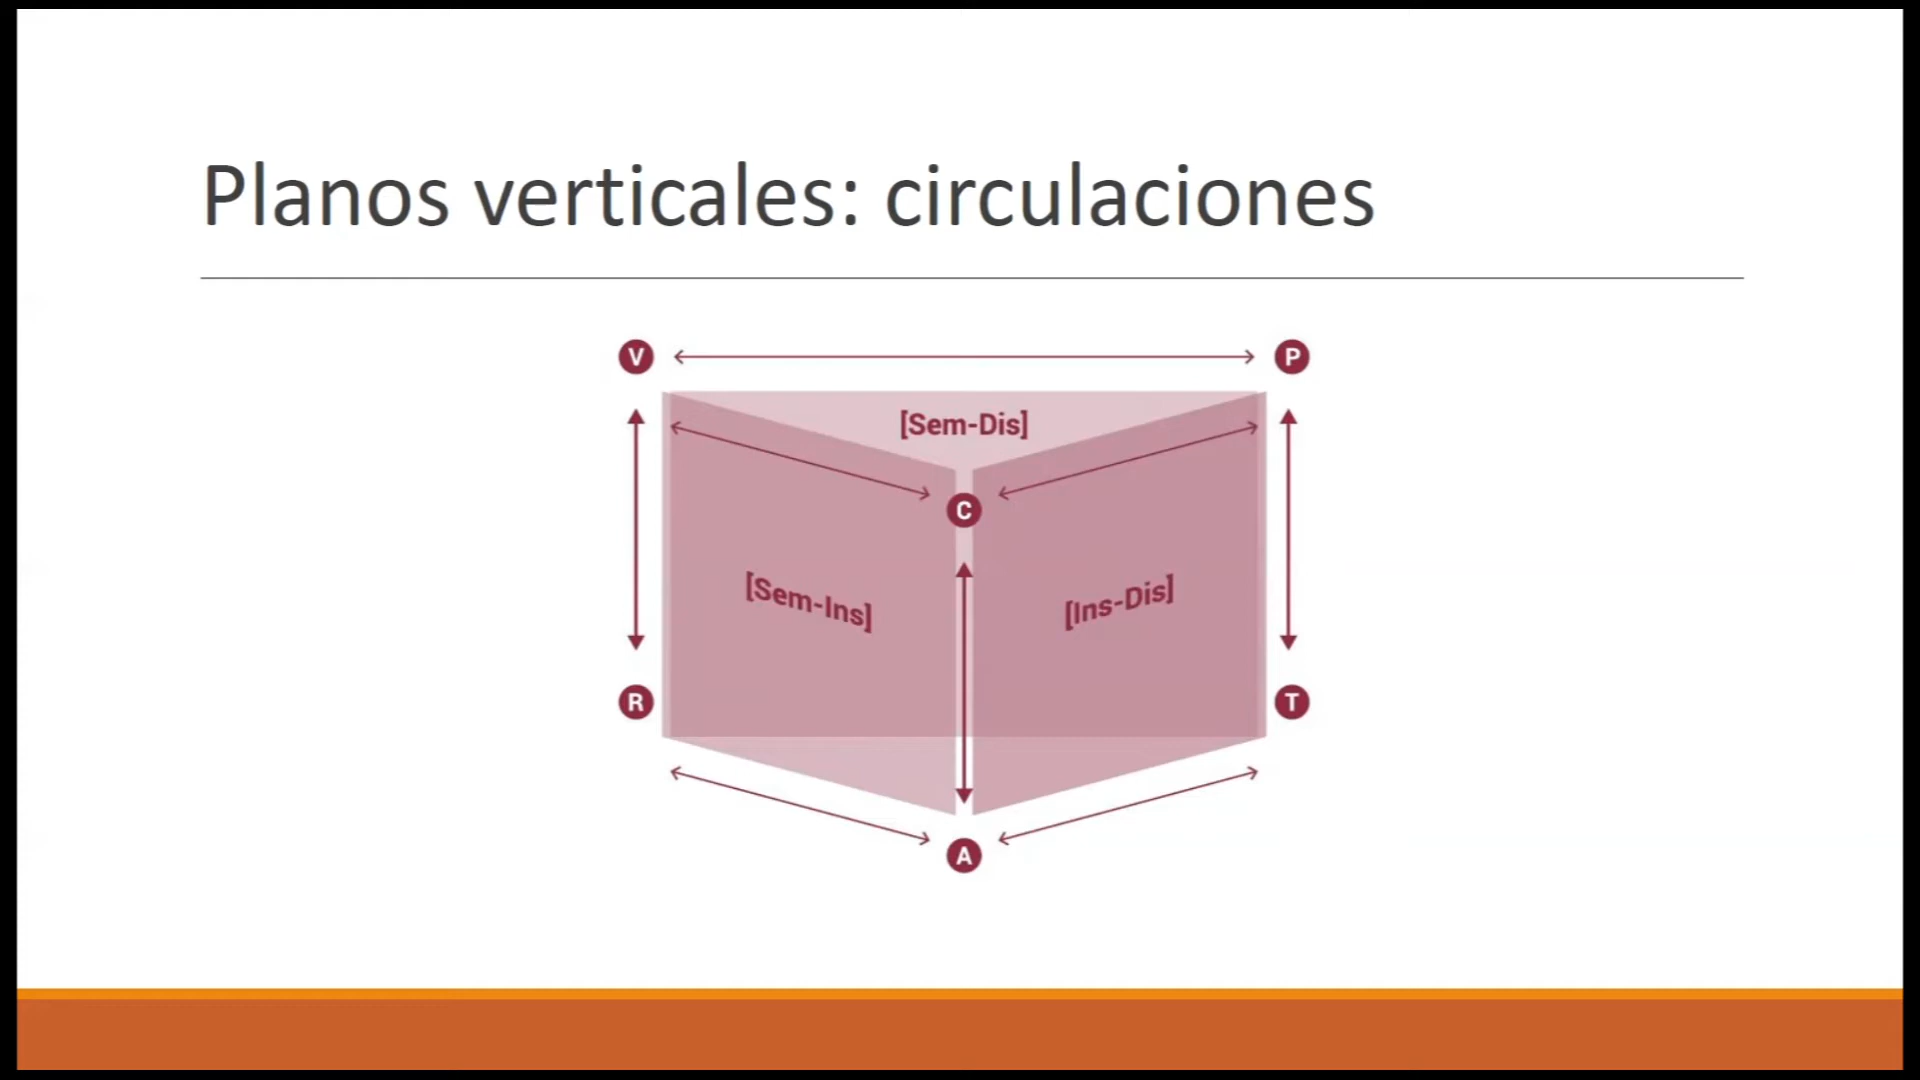 Planos verticales: circulaciones
V
P
[Sem-Dis]
C
[Sem-Ins]
[Ins-Dis]
R
T
A